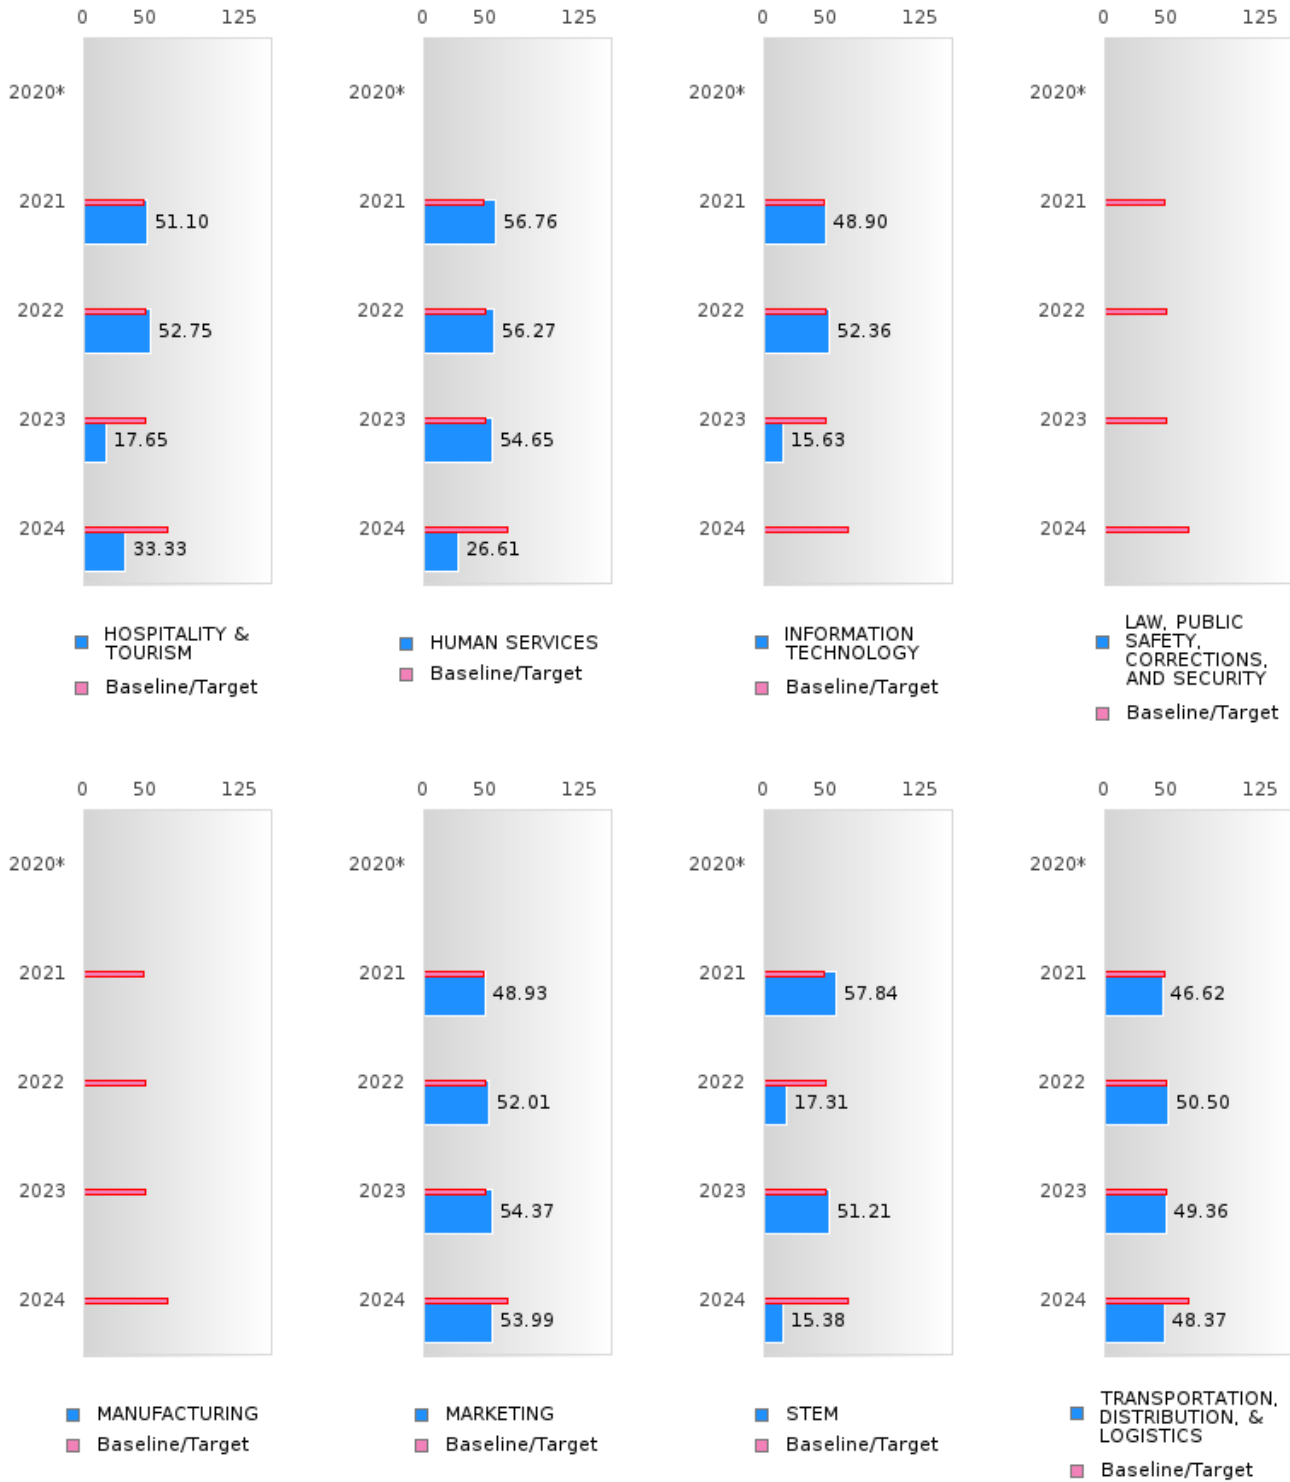 0 50 125
0 50 125
0 50 125
0 50 125
2020*
2021
51.10
2022
52.75
2023
17.65
2024
33.33
HOSPITALITY &
TOURISM
Baseline/Target
2020*
2021
56.76
2022
56.27
2023
54.65
2024
26.61
HUMAN SERVICES
Baseline/Target
2020*
2021
48.90
2022
52.36
2023
15.63
2024
INFORMATION
TECHNOLOGY
Baseline/Target
2020*
2021
2022
2023
2024
LAW, PUBLIC
SAFETY,
CORRECTIONS,
AND SECURITY
Baseline/Target
0 50 125
0 50 125
0 50 125
0 50 125
2020*
2021
2022
2023
2024
MANUFACTURING
Baseline/Target
2020*
2021
48.93
2022
52.01
2023
54.37
2024
53.99
MARKETING
Baseline/Target
2020*
2021
57.84
2022
17.31
2023
51.21
2024
15.38
STEM
Baseline/Target
2020*
2021
46.62
2022
50.50
2023
49.36
2024
48.37
TRANSPORTATION,
DISTRIBUTION, &
LOGISTICS
Baseline/Target